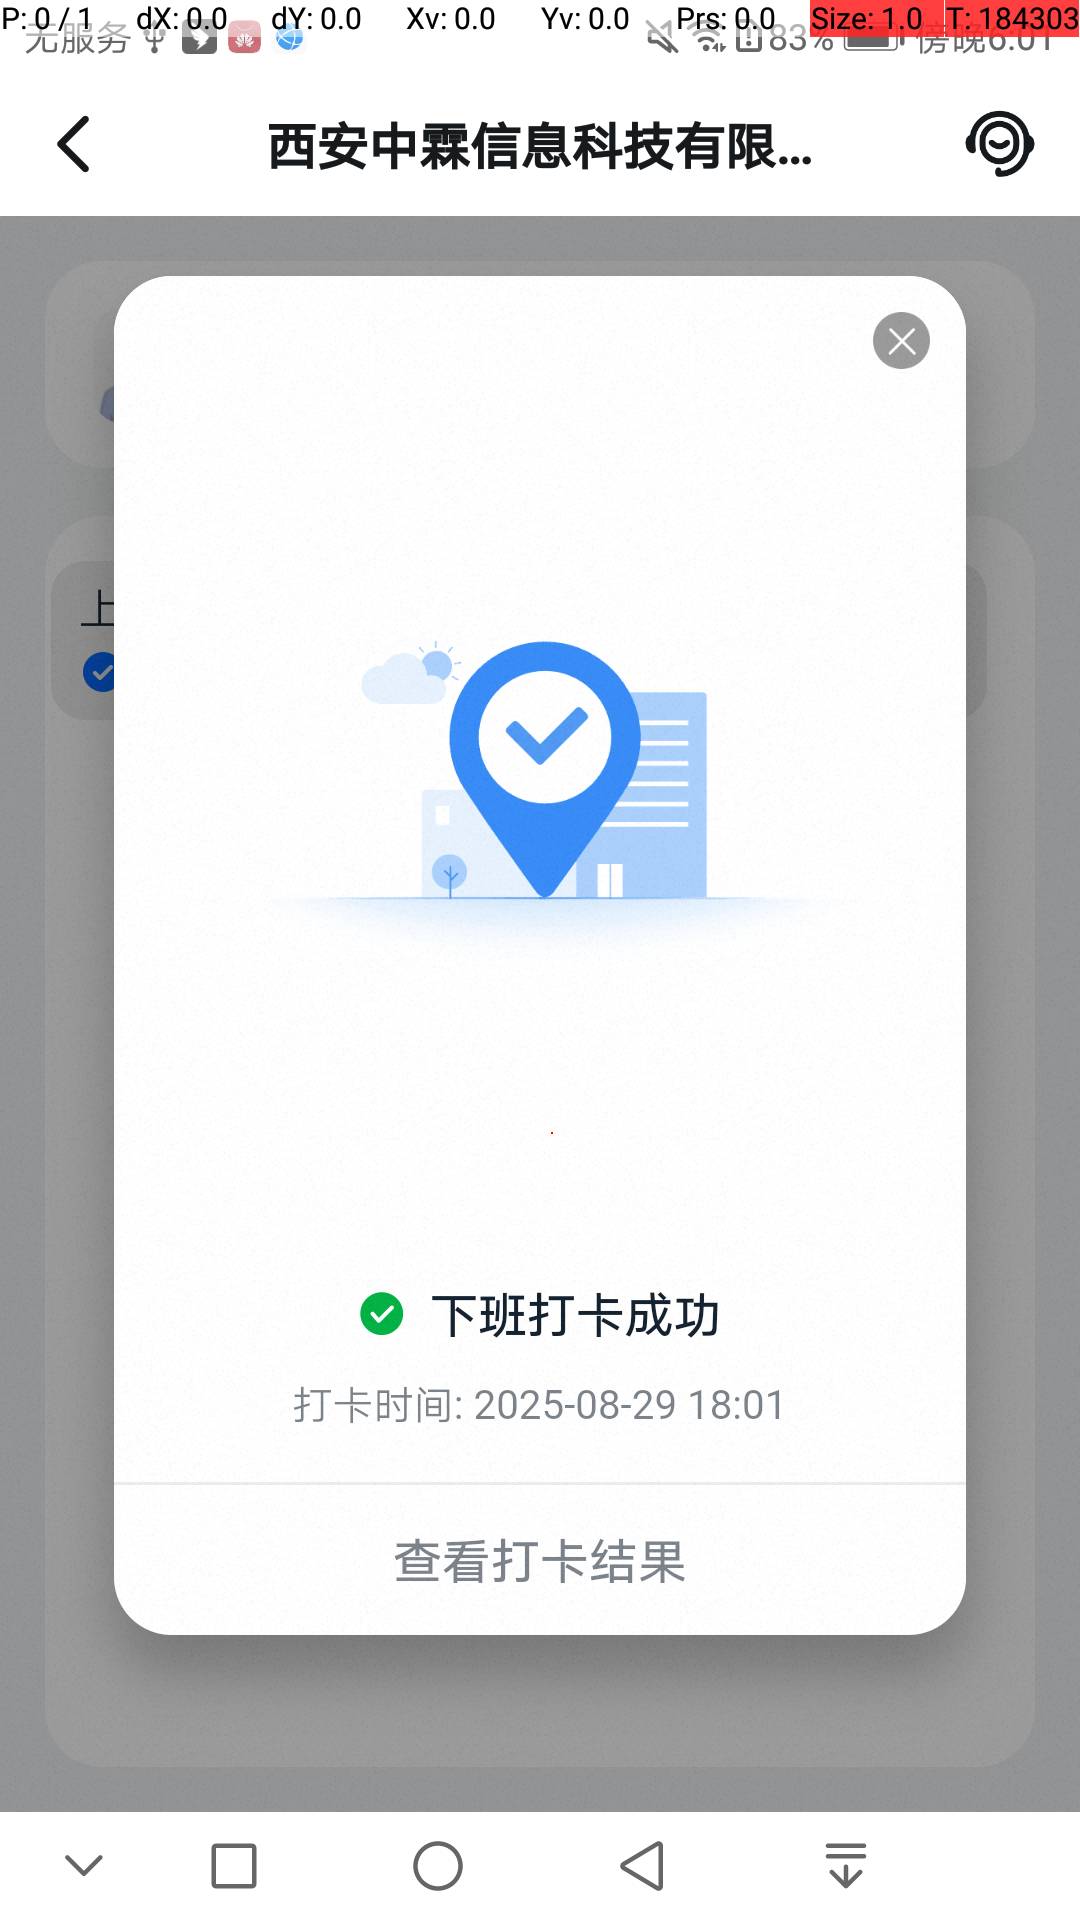 P: 0 / 1 dX: 0.0 dY: 0.0 Xv: 0.0 Yv: 0.0 Prs: 0.0 Size: 1.0 T: 184303
无服务 83% 傍晚6:01
西安中霖信息科技有限...
上
下班打卡成功
打卡时间: 2025-08-29 18:01
查看打卡结果